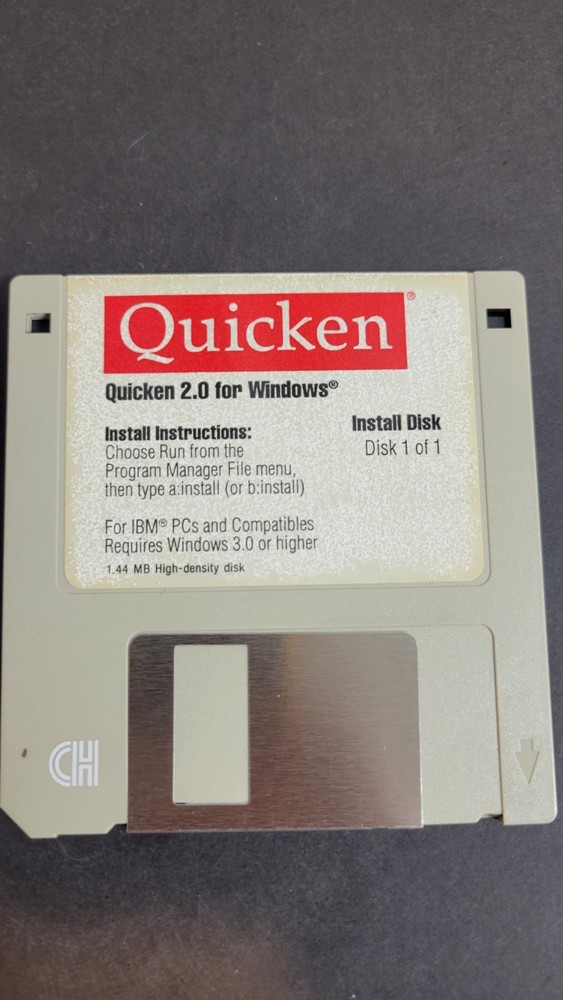 Quicken®
Quicken 2.0 for Windows®
Install Disk
Disk 1 of 1
Install Instructions:
Choose Run from the
Program Manager File menu,
then type a:install (or b:install)
For IBM® PCs and Compatibles
Requires Windows 3.0 or higher
1.44 MB High-density disk
CH